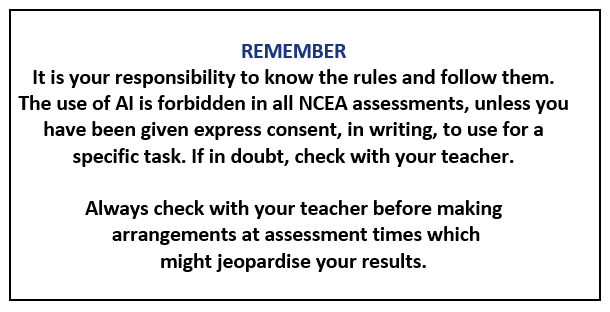 REMEMBER
It is your responsibility to know the rules and follow them.
The use of AI is forbidden in all NCEA assessments, unless you
have been given express consent, in writing, to use for a
specific task. If in doubt, check with your teacher.
Always check with your teacher before making
arrangements at assessment times which
might jeopardise your results.